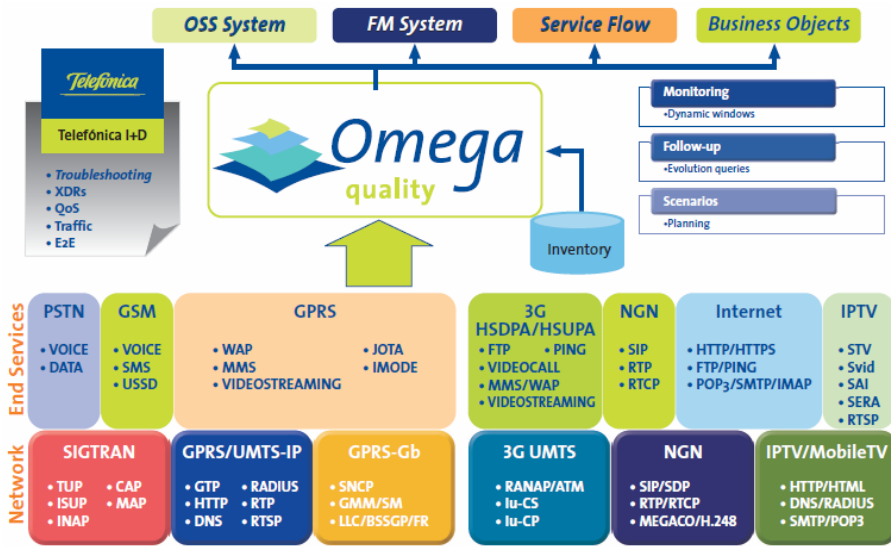 OSS System
FM System
Service Flow
Business Objects
Telefónica
Telefónica I+D
• Troubleshooting
• XDRs
• QoS
• Traffic
• E2E
Omega
quality
Inventory
Monitoring
•Dynamic windows
Follow-up
•Evolution queries
Scenarios
•Planning
End Services
PSTN
• VOICE
• DATA
GSM
• VOICE
• SMS
• USSD
GPRS
• WAP
• MMS
• VIDEOSTREAMING
• JOTA
• IMODE
3G
HSDPA/HSUPA
• FTP • PING
• VIDEOCALL
• MMS/WAP
• VIDEOSTREAMING
NGN
• SIP
• RTP
• RTCP
Internet
• HTTP/HTTPS
• FTP/PING
• POP3/SMTP/IMAP
IPTV
• STV
• Svid
• SAI
• SERA
• RTSP
Network
SIGTRAN
• TUP • CAP
• ISUP • MAP
• INAP
GPRS/UMTS-IP
• GTP • RADIUS
• HTTP • RTP
• DNS • RTSP
GPRS-Gb
• SNCP
• GMM/SM
• LLC/BSSGP/FR
3G UMTS
• RANAP/ATM
• Iu-CS
• Iu-CP
NGN
• SIP/SDP
• RTP/RTCP
• MEGACO/H.248
IPTV/MobileTV
• HTTP/HTML
• DNS/RADIUS
• SMTP/POP3